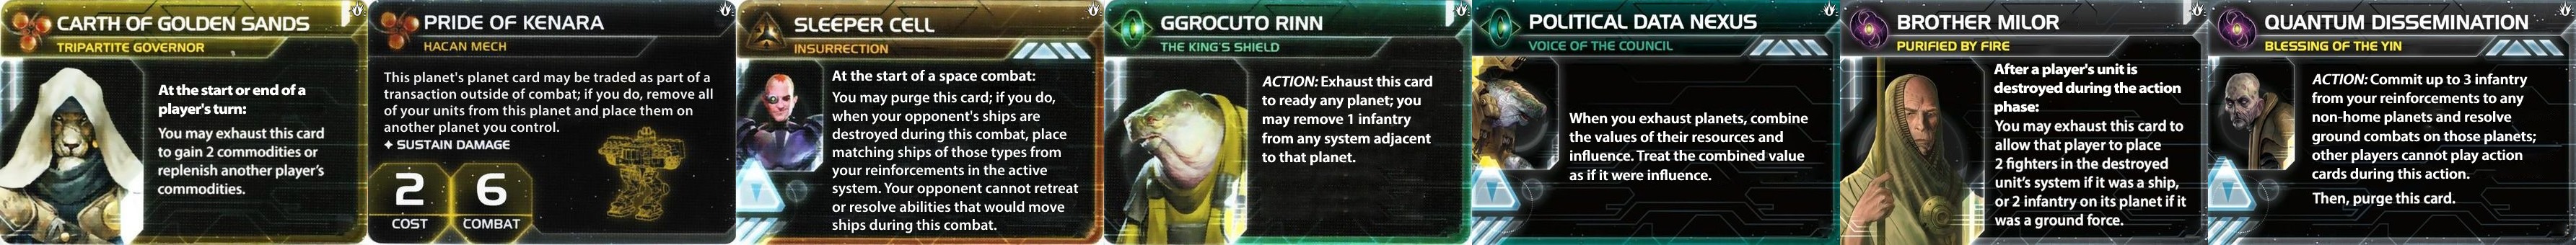 CARTH OF GOLDEN SANDS
TRIPARTITE GOVERNOR
At the start or end of a
player's turn:
You may exhaust this card
to gain 2 commodities or
replenish another player's
commodities.
PRIDE OF KENARA
HACAN MECH
This planet's planet card may be traded as part of a
transaction outside of combat; if you do, remove all
of your units from this planet and place them on
another planet you control.
✦ SUSTAIN DAMAGE
2
COST
6
COMBAT
SLEEPER CELL
INSURRECTION
At the start of a space combat:
You may purge this card; if you do,
when your opponent's ships are
destroyed during this combat, place
matching ships of those types from
your reinforcements in the active
system. Your opponent cannot retreat
or resolve abilities that would move
ships during this combat.
GGROCUTO RINN
THE KING'S SHIELD
ACTION: Exhaust this card
to ready any planet; you
may remove 1 infantry
from any system adjacent
to that planet.
POLITICAL DATA NEXUS
VOICE OF THE COUNCIL
When you exhaust planets, combine
the values of their resources and
influence. Treat the combined value
as if it were influence.
BROTHER MILOR
PURIFIED BY FIRE
After a player's unit is
destroyed during the action
phase:
You may exhaust this card to
allow that player to place
2 fighters in the destroyed
unit's system if it was a ship,
or 2 infantry on its planet if it
was a ground force.
QUANTUM DISSEMINATION
BLESSING OF THE YIN
ACTION: Commit up to 3 infantry
from your reinforcements to any
non-home planets and resolve
ground combats on those planets;
other players cannot play action
cards during this action.
Then, purge this card.